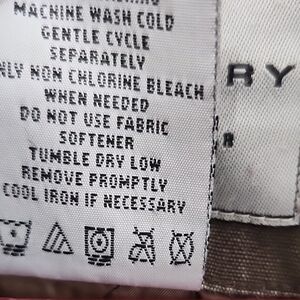 MACHINE WASH COLD
GENTLE CYCLE
SEPARATELY
NLY NON CHLORINE BLEACH
WHEN NEEDED
DO NOT USE FABRIC
SOFTENER
TUMBLE DRY LOW
REMOVE PROMPTLY
COOL IRON IF NECESSARY
RY
R